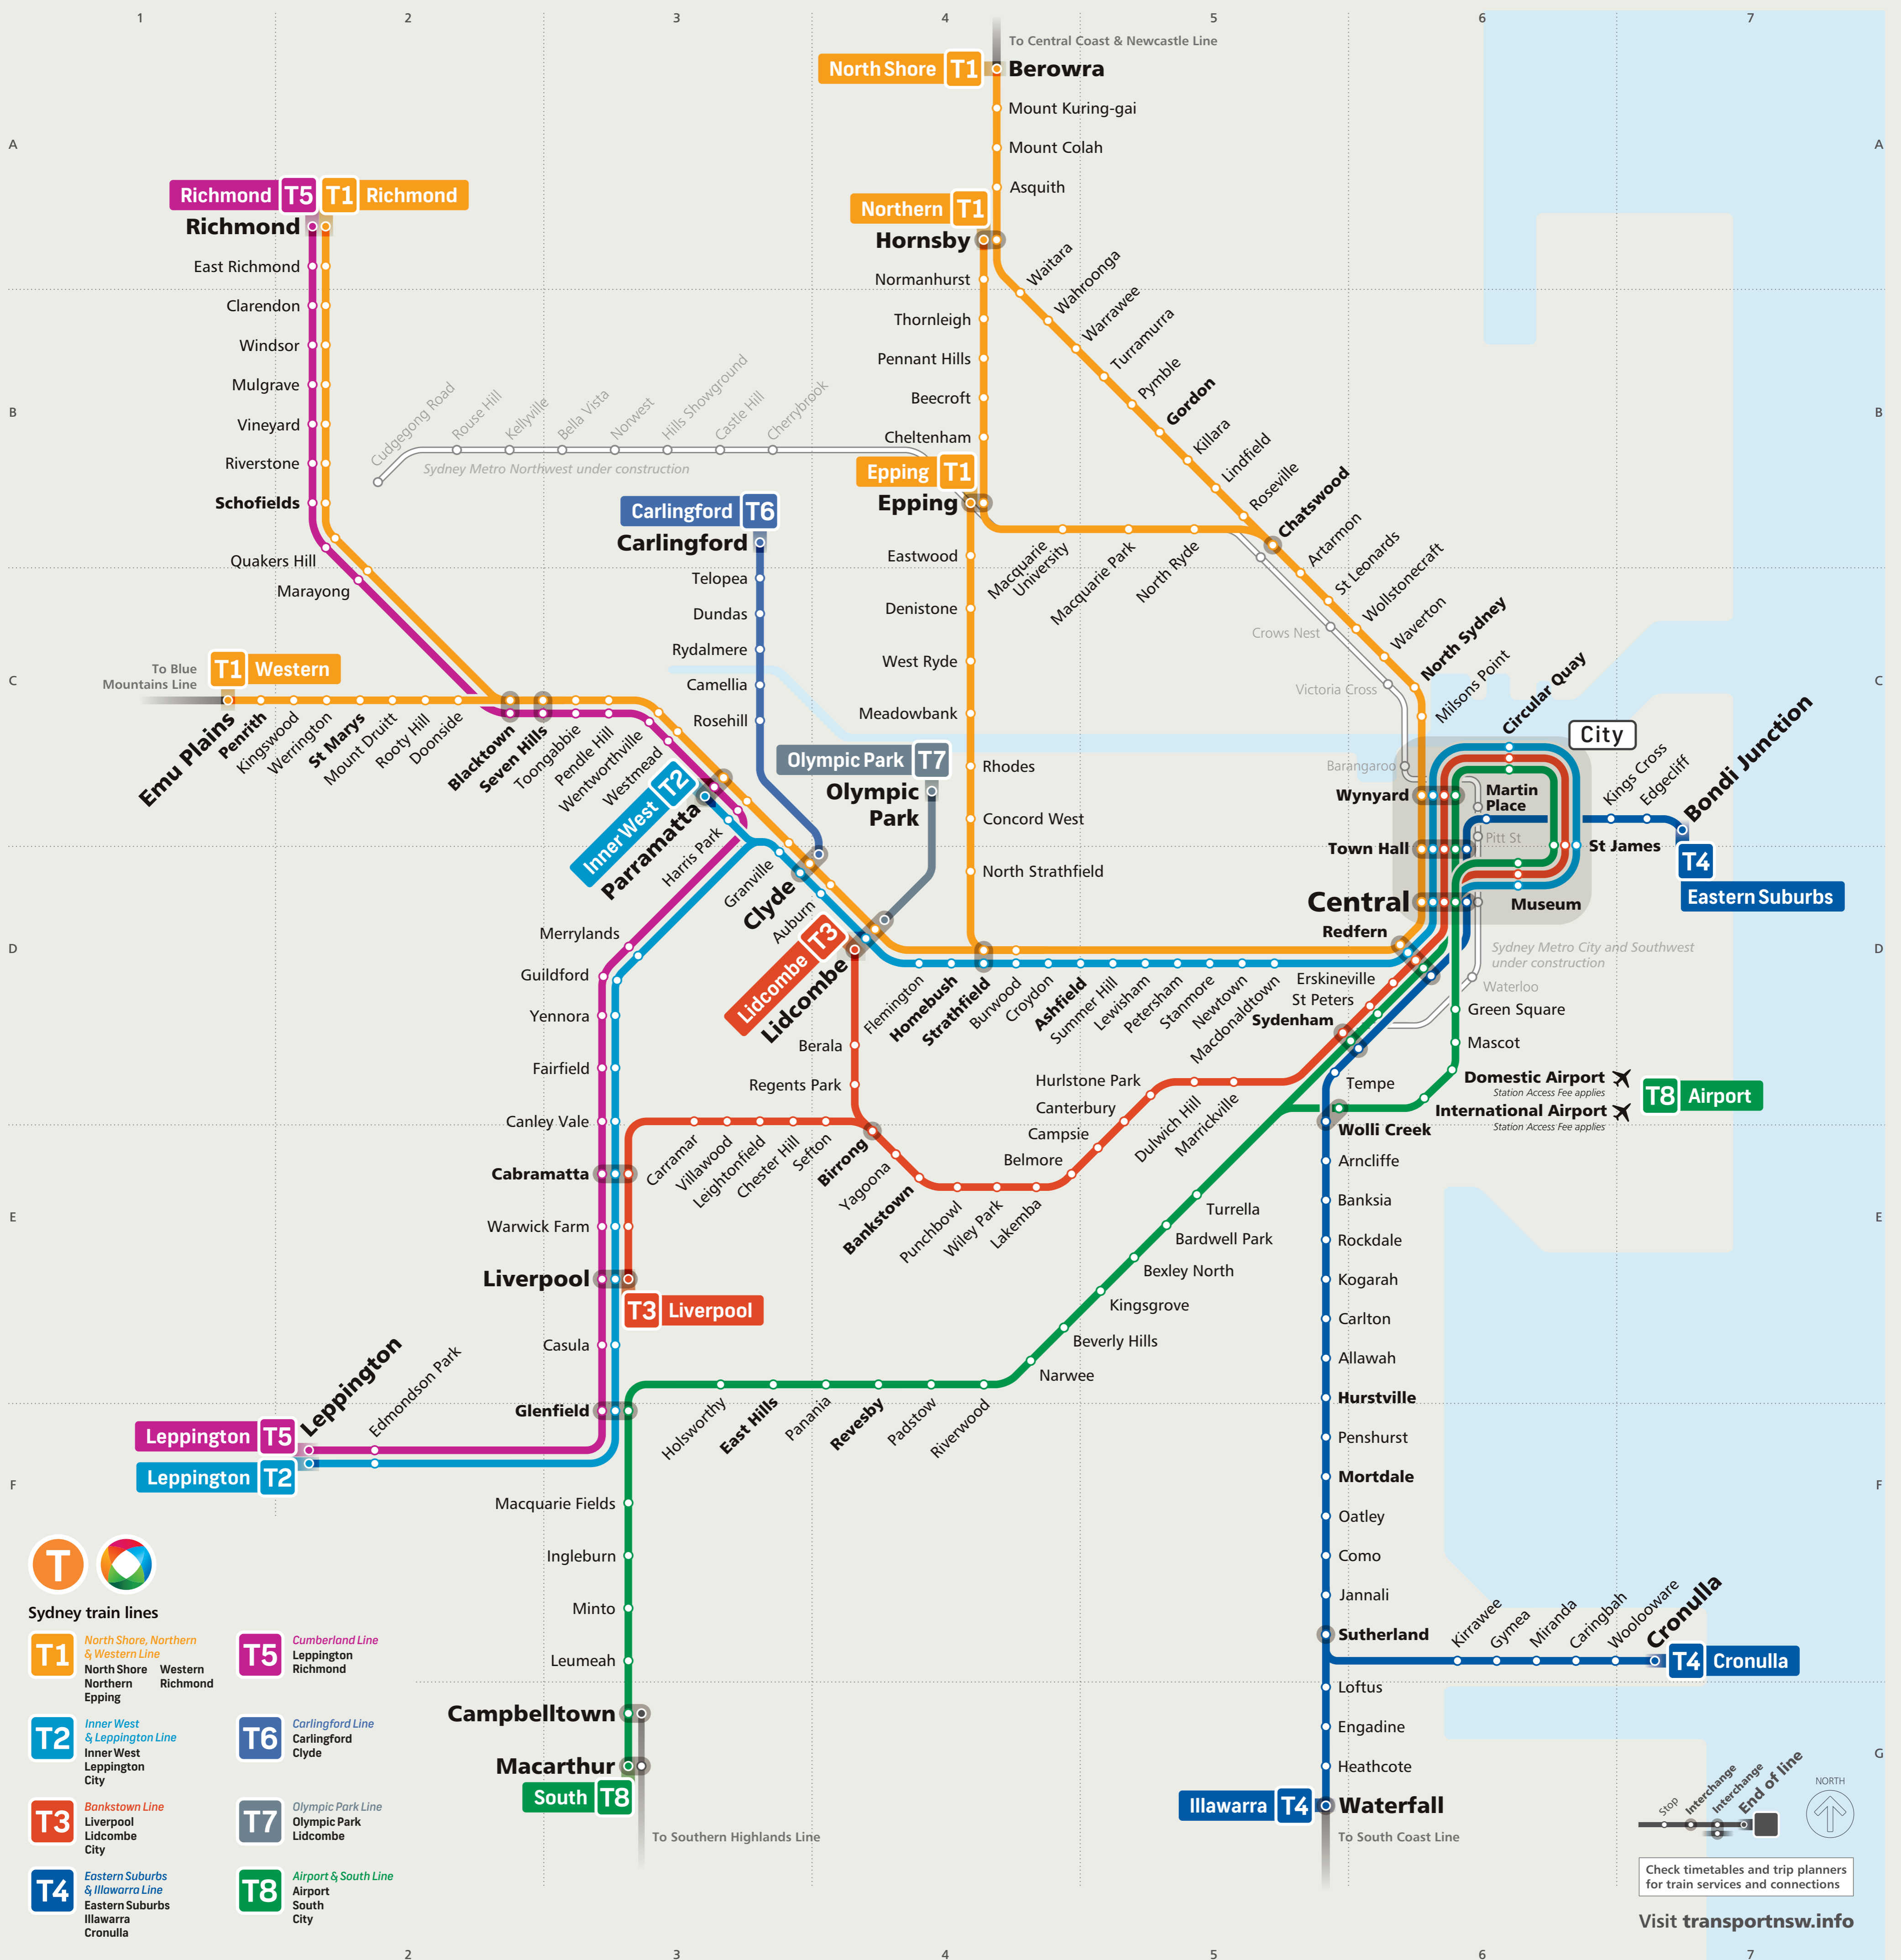 1 2 3 4 5 6 7
To Central Coast & Newcastle Line
North Shore T1
Berowra
Mount Kuring-gai
Mount Colah
A
A
Asquith
Richmond T5
T1 Richmond
Northern T1
Richmond
Hornsby
East Richmond
Clarendon
Windsor
Mulgrave
Vineyard
Riverstone
Schofields
Quakers Hill
Marayong
Normanhurst
Thornleigh
Pennant Hills
Beecroft
Cheltenham
Epping T1
Epping
Waitara
Wahroonga
Warrawee
Turramurra
Pymble
Gordon
Killara
Lindfield
Roseville
Chatswood
Artarmon
St Leonards
Wollstonecraft
Waverton
North Sydney
Milsons Point
B
B
Cudgegong Road
Rouse Hill
Kellyville
Bella Vista
Norwest
Hills Showground
Castle Hill
Cherrybrook
Sydney Metro Northwest under construction
Carlingford T6
Carlingford
Telopea
Dundas
Rydalmere
Camellia
Rosehill
Eastwood
Denistone
West Ryde
Meadowbank
Rhodes
Concord West
North Strathfield
Macquarie
University
Macquarie Park
North Ryde
Crows Nest
Victoria Cross
Barangaroo
C
C
To Blue
Mountains Line
T1 Western
Emu Plains
Penrith
Kingswood
Werrington
St Marys
Mount Druitt
Rooty Hill
Doonside
Blacktown
Seven Hills
Toongabbie
Pendle Hill
Wentworthville
Westmead
Inner West T2
Parramatta
Harris Park
Granville
Clyde
Auburn
Lidcombe T3
Lidcombe
Olympic Park T7
Olympic
Park
Circular Quay
City
Wynyard
Martin
Place
Pitt St
Town Hall
St James
Central
Museum
Redfern
Kings Cross
Edgecliff
Bondi Junction
T4
Eastern Suburbs
D
D
Sydney Metro City and Southwest
under construction
Waterloo
Flemington
Homebush
Strathfield
Burwood
Croydon
Ashfield
Summer Hill
Lewisham
Petersham
Stanmore
Newtown
Macdonaldtown
Erskineville
St Peters
Sydenham
Green Square
Mascot
Domestic Airport
Station Access Fee applies
International Airport
Station Access Fee applies
T8 Airport
Tempe
Wolli Creek
Merrylands
Guildford
Yennora
Fairfield
Canley Vale
Cabramatta
Warwick Farm
Liverpool
T3 Liverpool
Casula
Glenfield
Berala
Regents Park
Carramar
Villawood
Leightonfield
Chester Hill
Sefton
Birrong
Yagoona
Bankstown
Punchbowl
Wiley Park
Lakemba
Belmore
Campsie
Canterbury
Hurlstone Park
Dulwich Hill
Marrickville
E
E
Turrella
Bardwell Park
Bexley North
Kingsgrove
Beverly Hills
Narwee
Arncliffe
Banksia
Rockdale
Kogarah
Carlton
Allawah
Hurstville
Penshurst
Mortdale
Oatley
Como
Jannali
Sutherland
Leppington
Edmondson Park
Leppington T5
Leppington T2
Holsworthy
East Hills
Panania
Revesby
Padstow
Riverwood
F
F
Macquarie Fields
Ingleburn
Minto
Leumeah
Campbelltown
Macarthur
South T8
To Southern Highlands Line
Kirrawee
Gymea
Miranda
Caringbah
Woolooware
Cronulla
T4 Cronulla
Loftus
Engadine
Heathcote
Illawarra T4
Waterfall
To South Coast Line
G
T
Sydney train lines
T1
North Shore, Northern
& Western Line
North Shore Western
Northern Richmond
Epping
T5
Cumberland Line
Leppington
Richmond
T2
Inner West
& Leppington Line
Inner West
Leppington
City
T6
Carlingford Line
Carlingford
Clyde
T3
Bankstown Line
Liverpool
Lidcombe
City
T7
Olympic Park Line
Olympic Park
Lidcombe
T4
Eastern Suburbs
& Illawarra Line
Eastern Suburbs
Illawarra
Cronulla
T8
Airport & South Line
Airport
South
City
Stop
Interchange
Interchange
End of line
NORTH
Check timetables and trip planners
for train services and connections
Visit transportnsw.info
2 3 4 5 6 7